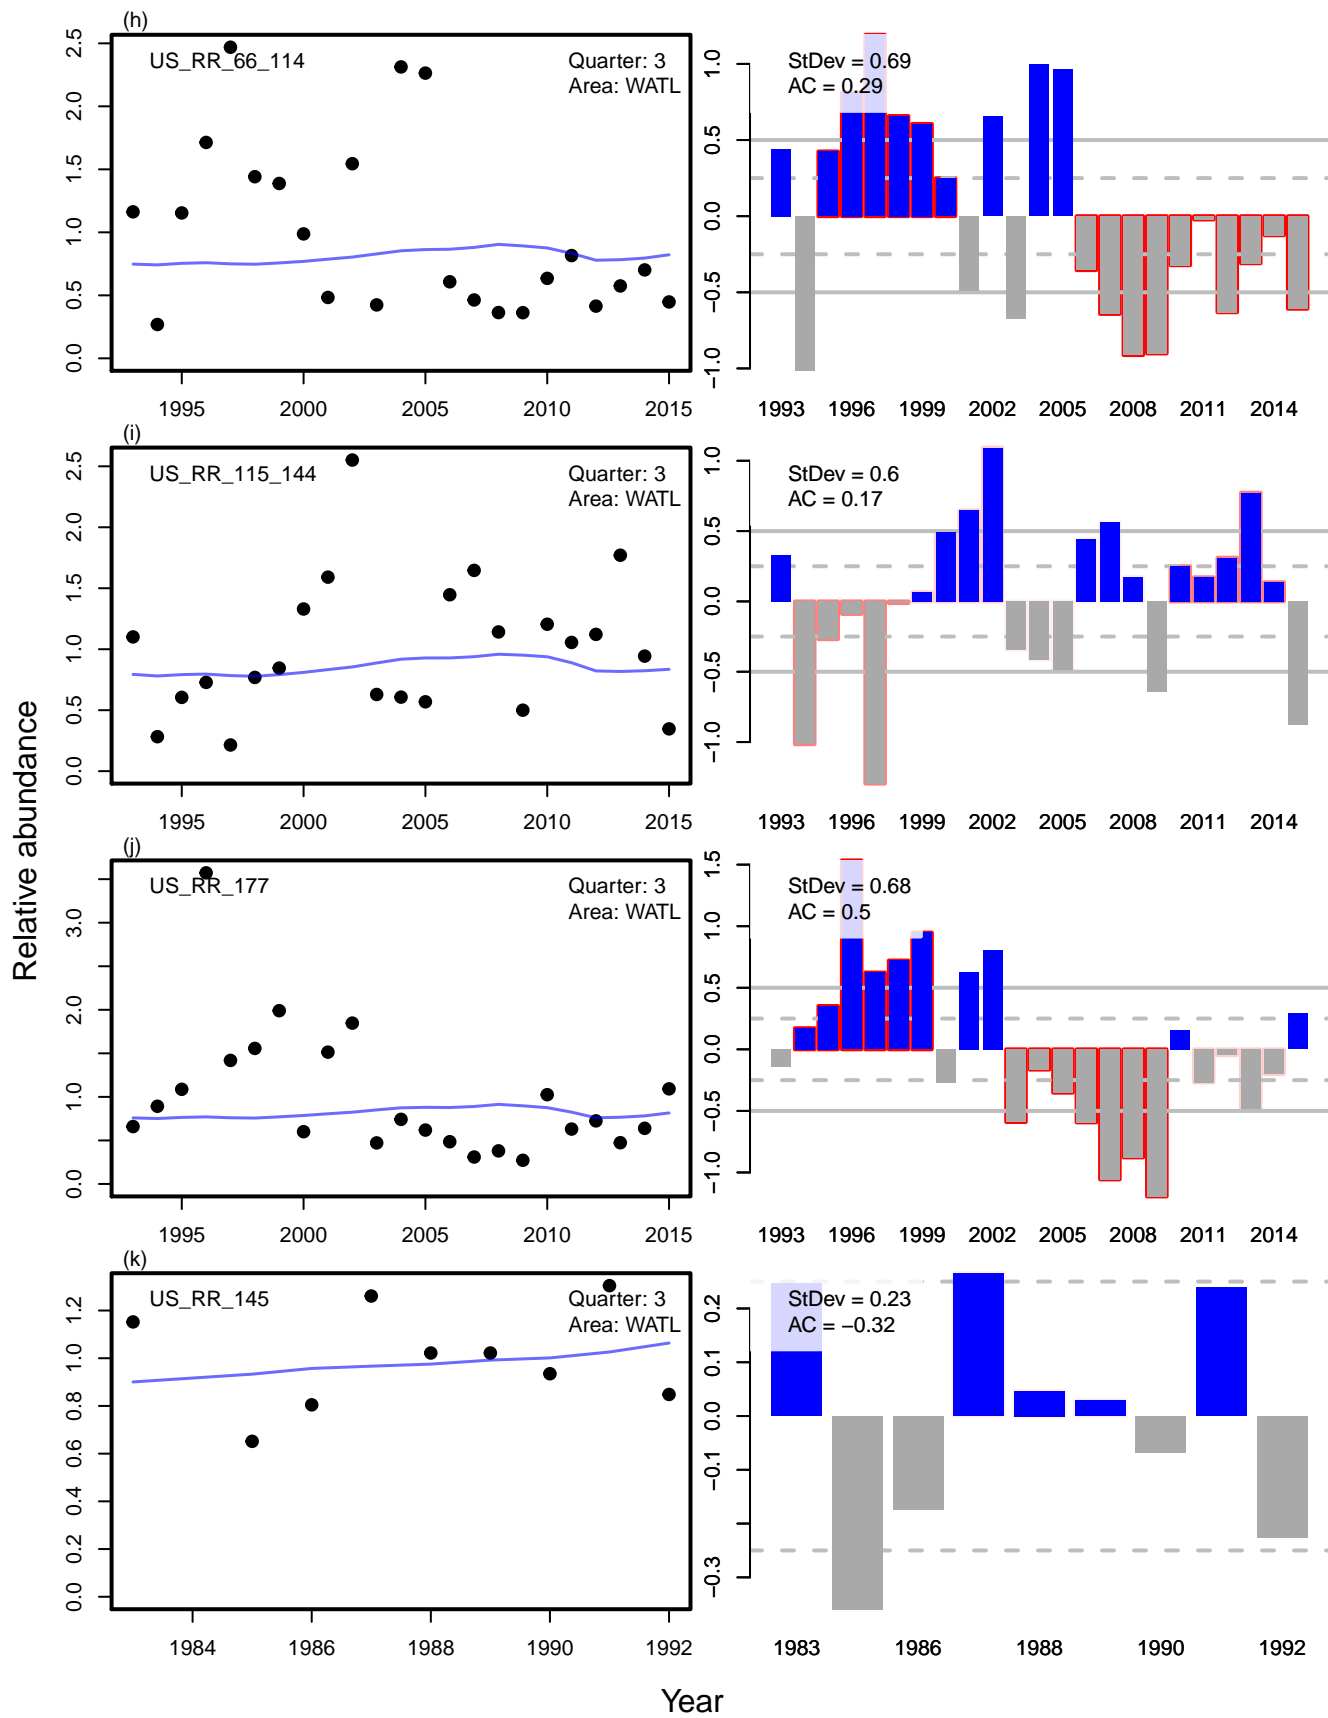 (h)
US_RR_66_114
Quarter: 3
Area: WATL
0.0 0.5 1.0 1.5 2.0 2.5
1995 2000 2005 2010 2015
StDev = 0.69
AC = 0.29
−1.0 −0.5 0.0 0.5 1.0
1993 1996 1999 2002 2005 2008 2011 2014
(i)
US_RR_115_144
Quarter: 3
Area: WATL
0.0 0.5 1.0 1.5 2.0 2.5
1995 2000 2005 2010 2015
StDev = 0.6
AC = 0.17
−1.0 −0.5 0.0 0.5 1.0
1993 1996 1999 2002 2005 2008 2011 2014
Relative abundance
(j)
US_RR_177
Quarter: 3
Area: WATL
0.0 1.0 2.0 3.0
1995 2000 2005 2010 2015
StDev = 0.68
AC = 0.5
−1.0 −0.5 0.0 0.5 1.0 1.5
1993 1996 1999 2002 2005 2008 2011 2014
(k)
US_RR_145
Quarter: 3
Area: WATL
0.0 0.2 0.4 0.6 0.8 1.0 1.2
1984 1986 1988 1990 1992
StDev = 0.23
AC = −0.32
−0.3 −0.1 0.0 0.1 0.2
1983 1986 1988 1990 1992
Year